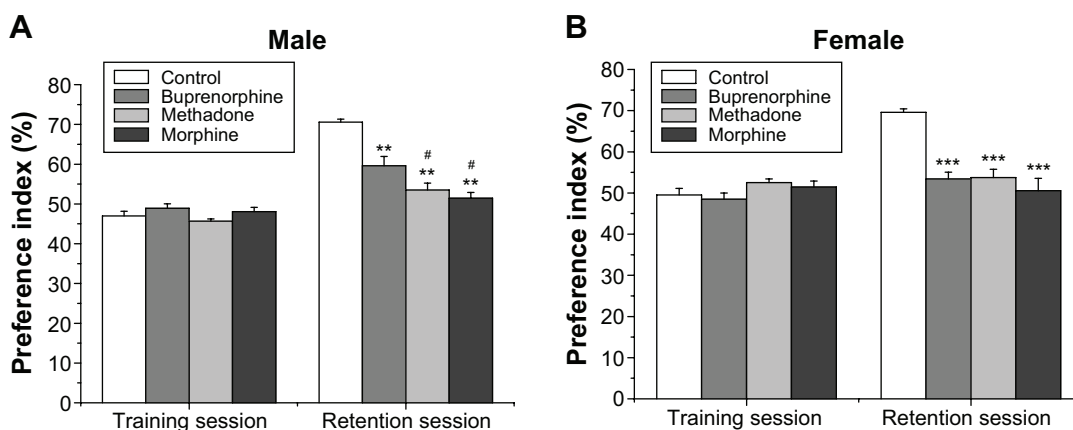 A
Male
Control
Buprenorphine
Methadone
Morphine
Preference index (%)
80
70
60
50
40
30
20
10
0
**
#
**
#
**
Training session
Retention session
B
Female
Control
Buprenorphine
Methadone
Morphine
Preference index (%)
80
70
60
50
40
30
20
10
0
***
***
***
Training session
Retention session